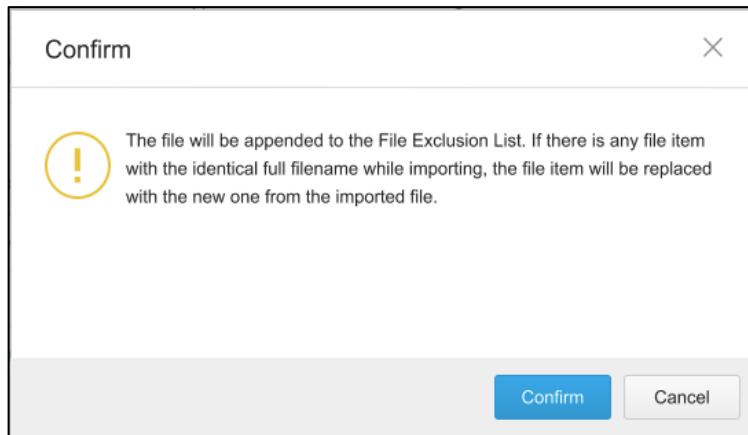 Confirm
The file will be appended to the File Exclusion List. If there is any file item
with the identical full filename while importing, the file item will be replaced
with the new one from the imported file.
Confirm
Cancel